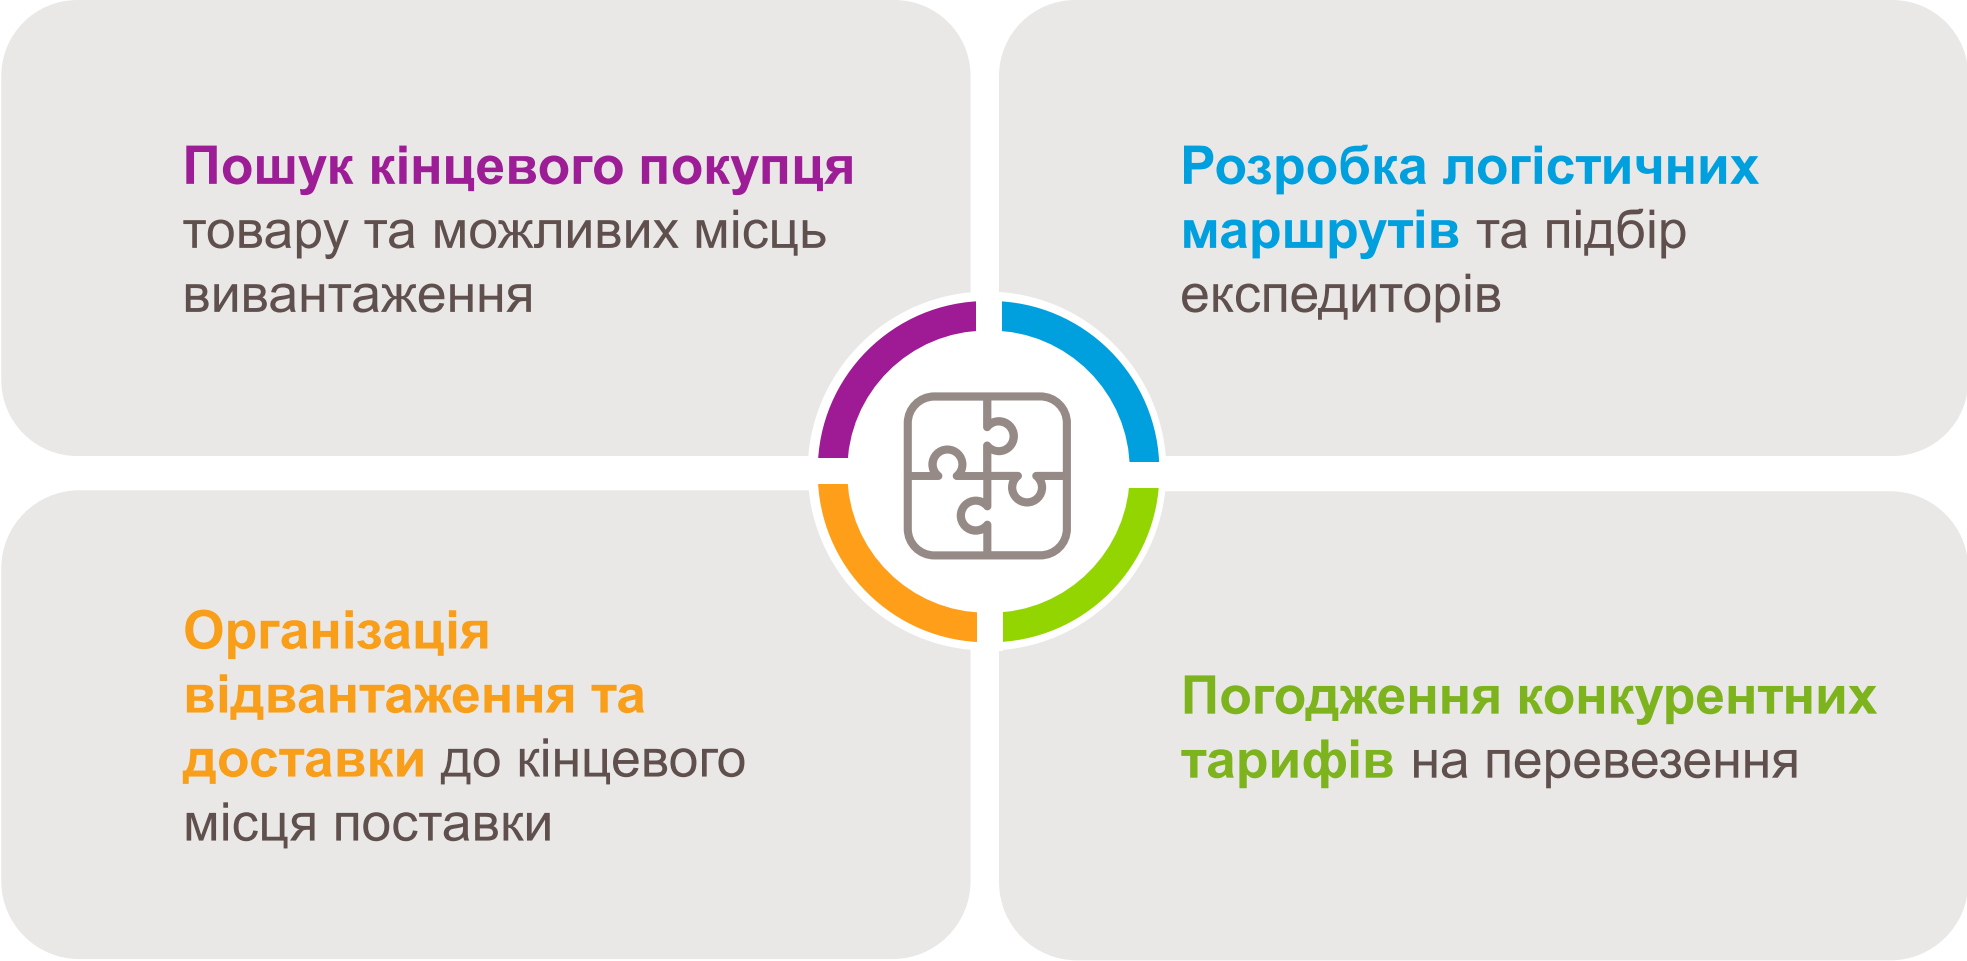 Пошук кінцевого покупця
товару та можливих місць
вивантаження
Розробка логістичних
маршрутів та підбір
експедиторів
Організація
відвантаження та
доставки до кінцевого
місця поставки
Погодження конкурентних
тарифів на перевезення